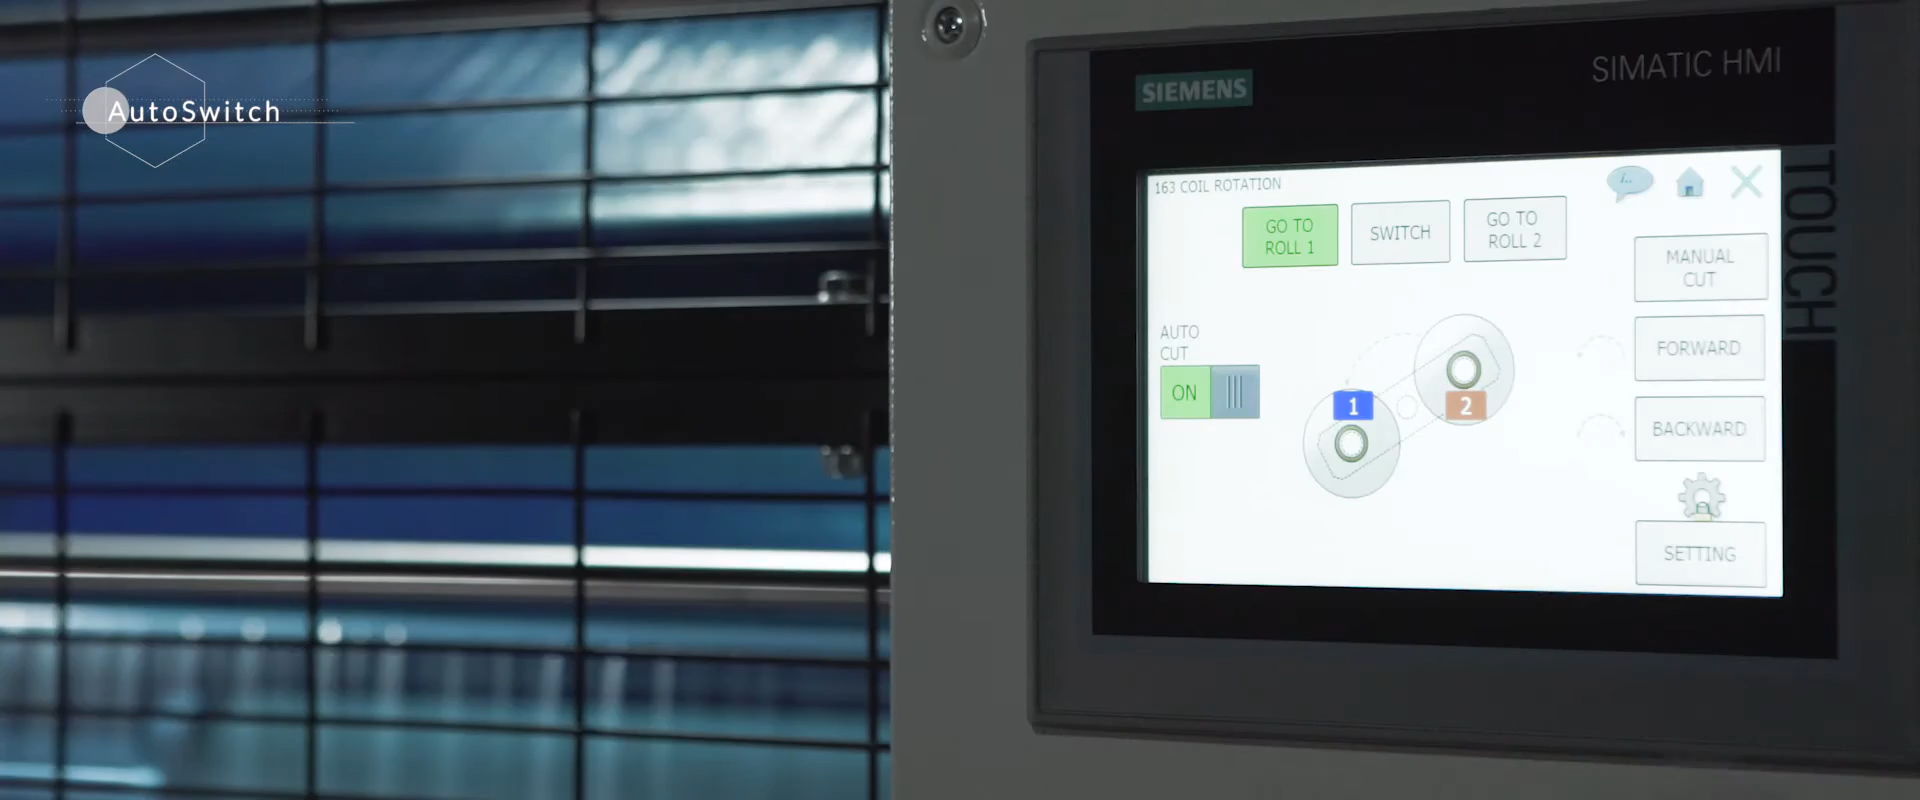 AutoSwitch
SIEMENS
SIMATIC HMI
TOUCH
163 COIL ROTATION
GO TO
ROLL 1
SWITCH
GO TO
ROLL 2
MANUAL
CUT
AUTO
CUT
ON
1
2
FORWARD
BACKWARD
SETTING